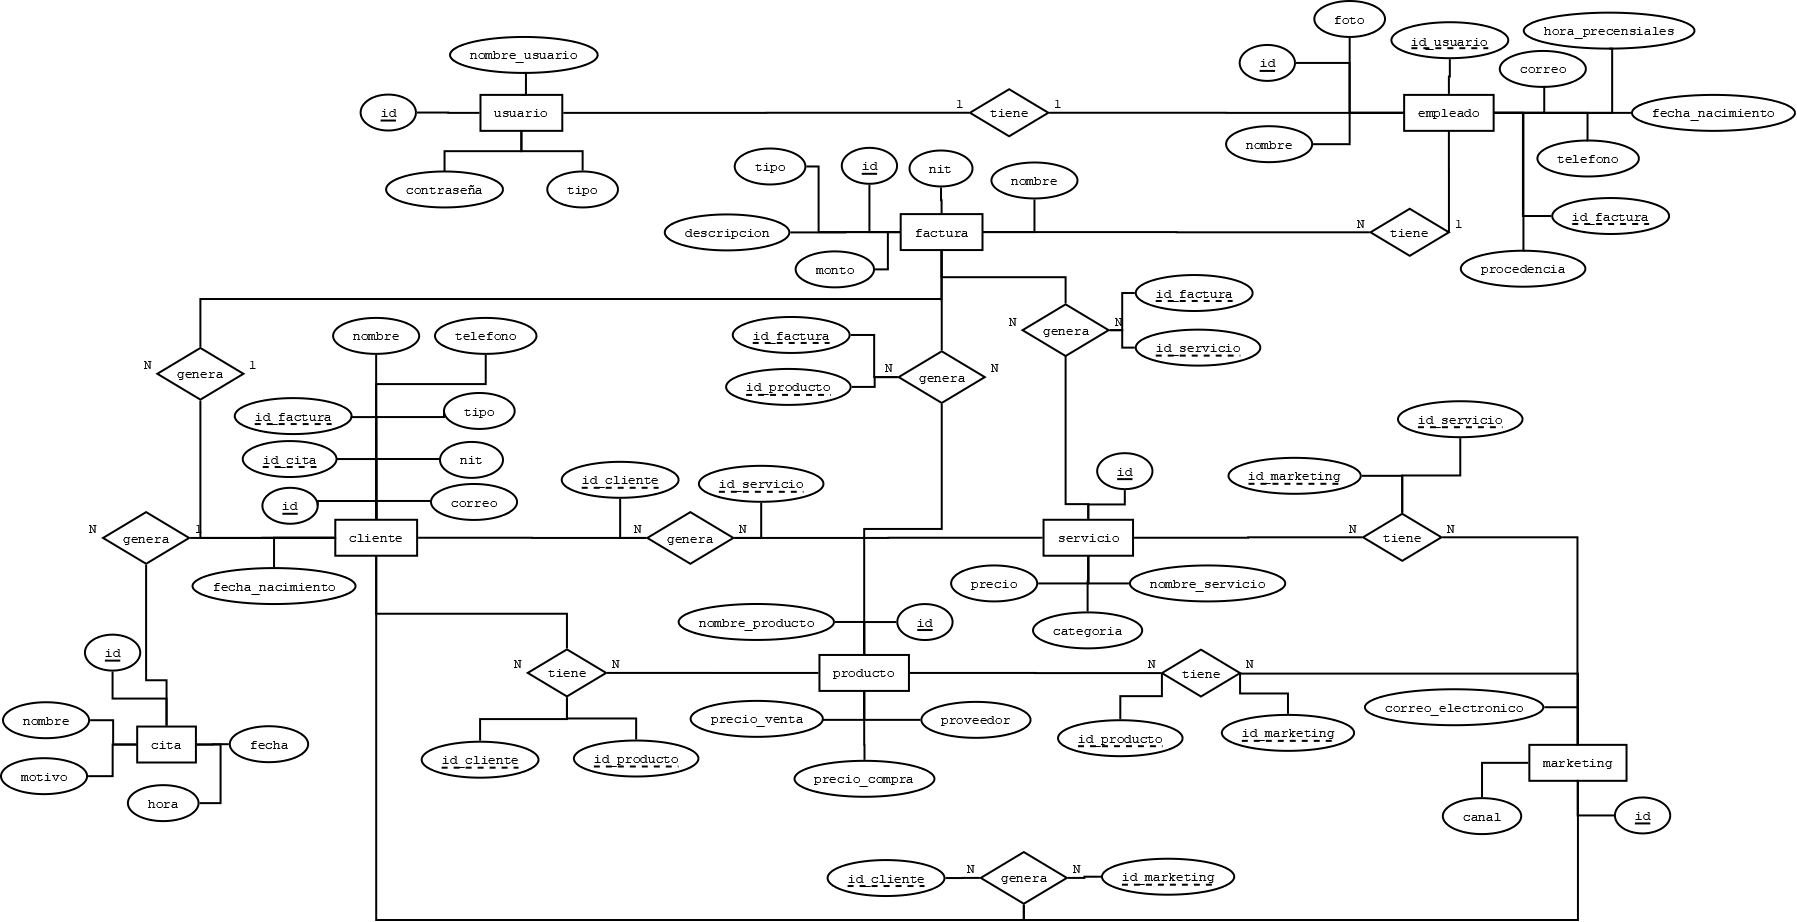 foto
hora_precensiales
id_usuario
nombre_usuario
id
correo
id
usuario
1
tiene
1
empleado
fecha_nacimiento
nombre
telefono
tipo
id
nit
nombre
contraseña
tipo
id_factura
descripcion
factura
N
tiene
1
monto
procedencia
id_factura
nombre
telefono
id_factura
N
genera
N
id_servicio
N
genera
1
id_producto
N
genera
N
id_factura
tipo
id_servicio
id_cita
nit
id_cliente
id_servicio
id
id_marketing
id
correo
N
genera
1
cliente
N
genera
N
servicio
N
tiene
N
fecha_nacimiento
precio
nombre_servicio
nombre_producto
id
categoria
id
N
tiene
N
producto
N
tiene
N
nombre
precio_venta
proveedor
correo_electronico
cita
fecha
id_cliente
id_producto
id_producto
id_marketing
motivo
precio_compra
marketing
hora
canal
id
id_cliente
N
genera
N
id_marketing